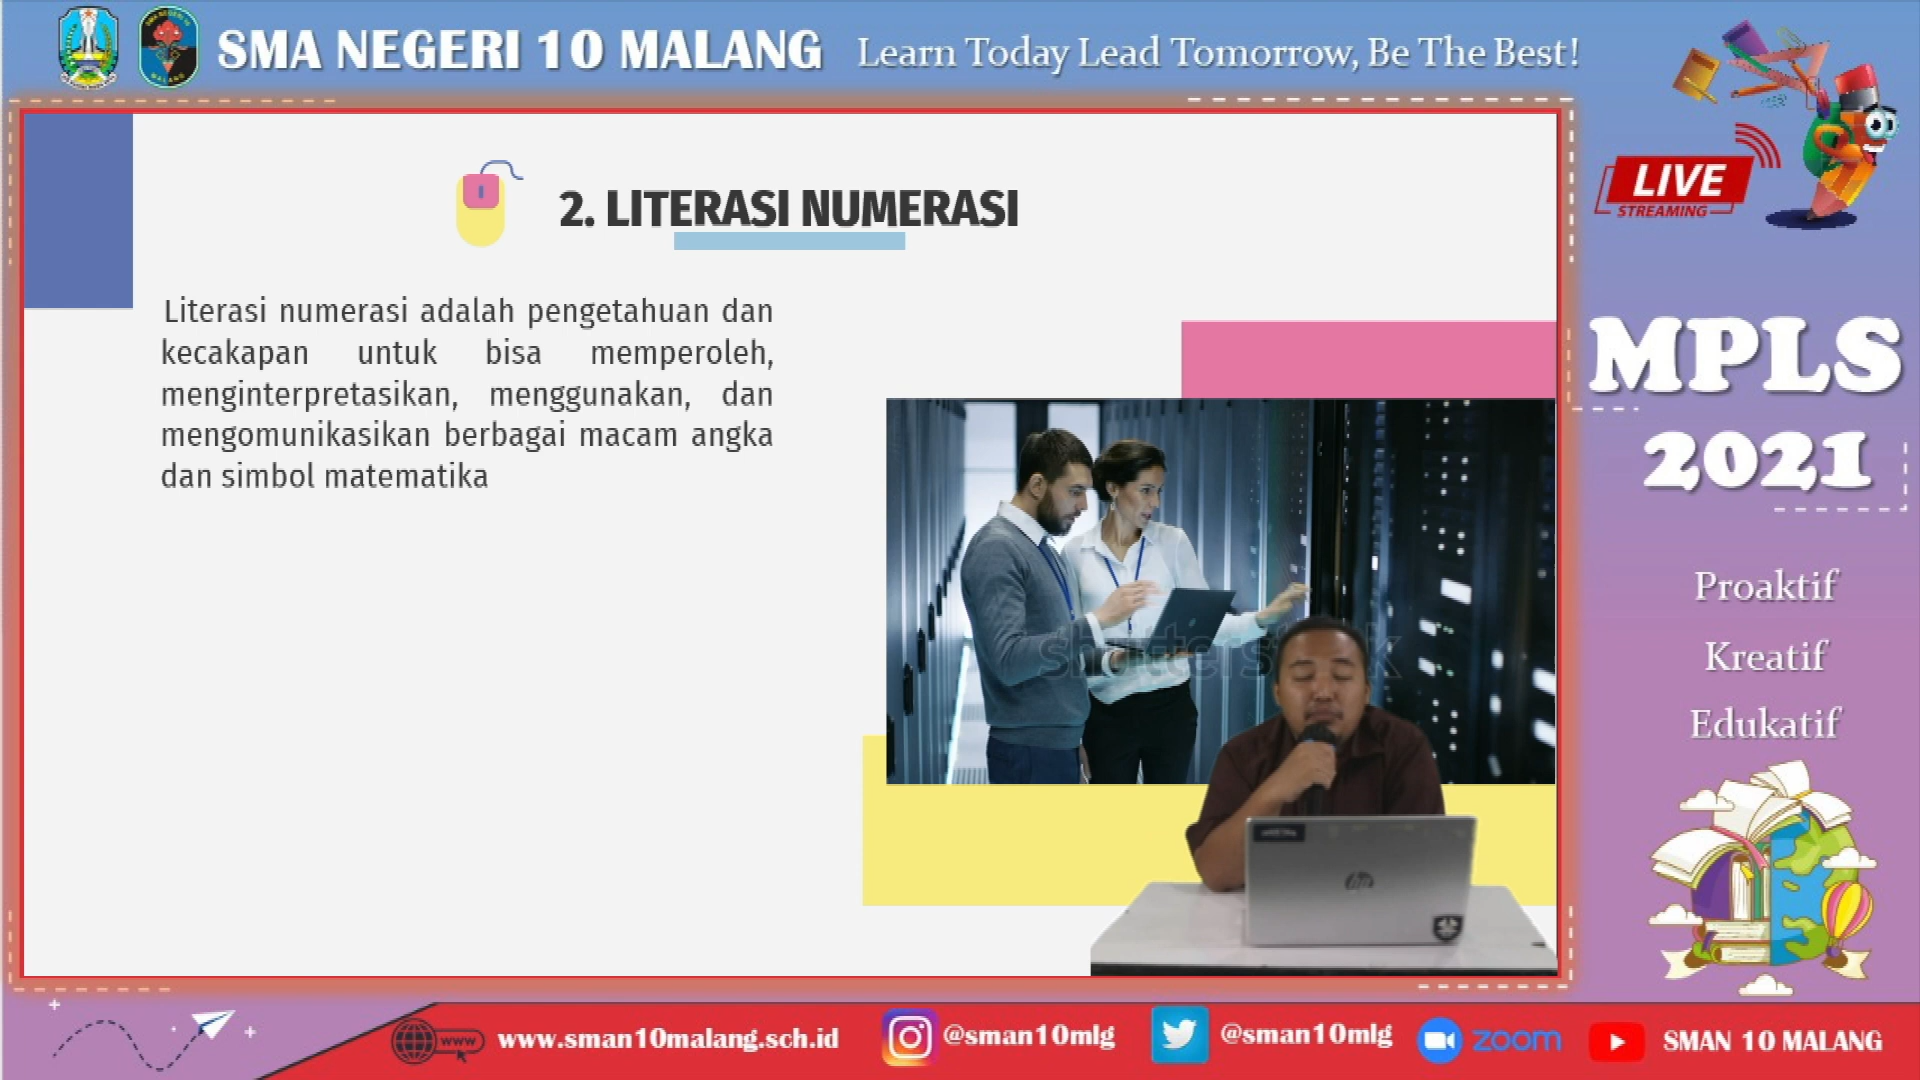 SMA NEGERI 10 MALANG
Learn Today Lead Tomorrow, Be The Best!
LIVE
STREAMING
2. LITERASI NUMERASI
Literasi numerasi adalah pengetahuan dan
kecakapan untuk bisa memperoleh,
menginterpretasikan, menggunakan, dan
mengomunikasikan berbagai macam angka
dan simbol matematika
MPLS
2021
Proaktif
Kreatif
Edukatif
hp
www
www.sman10malang.sch.id
@sman10mlg
@sman10mlg
zoom
SMAN 10 MALANG